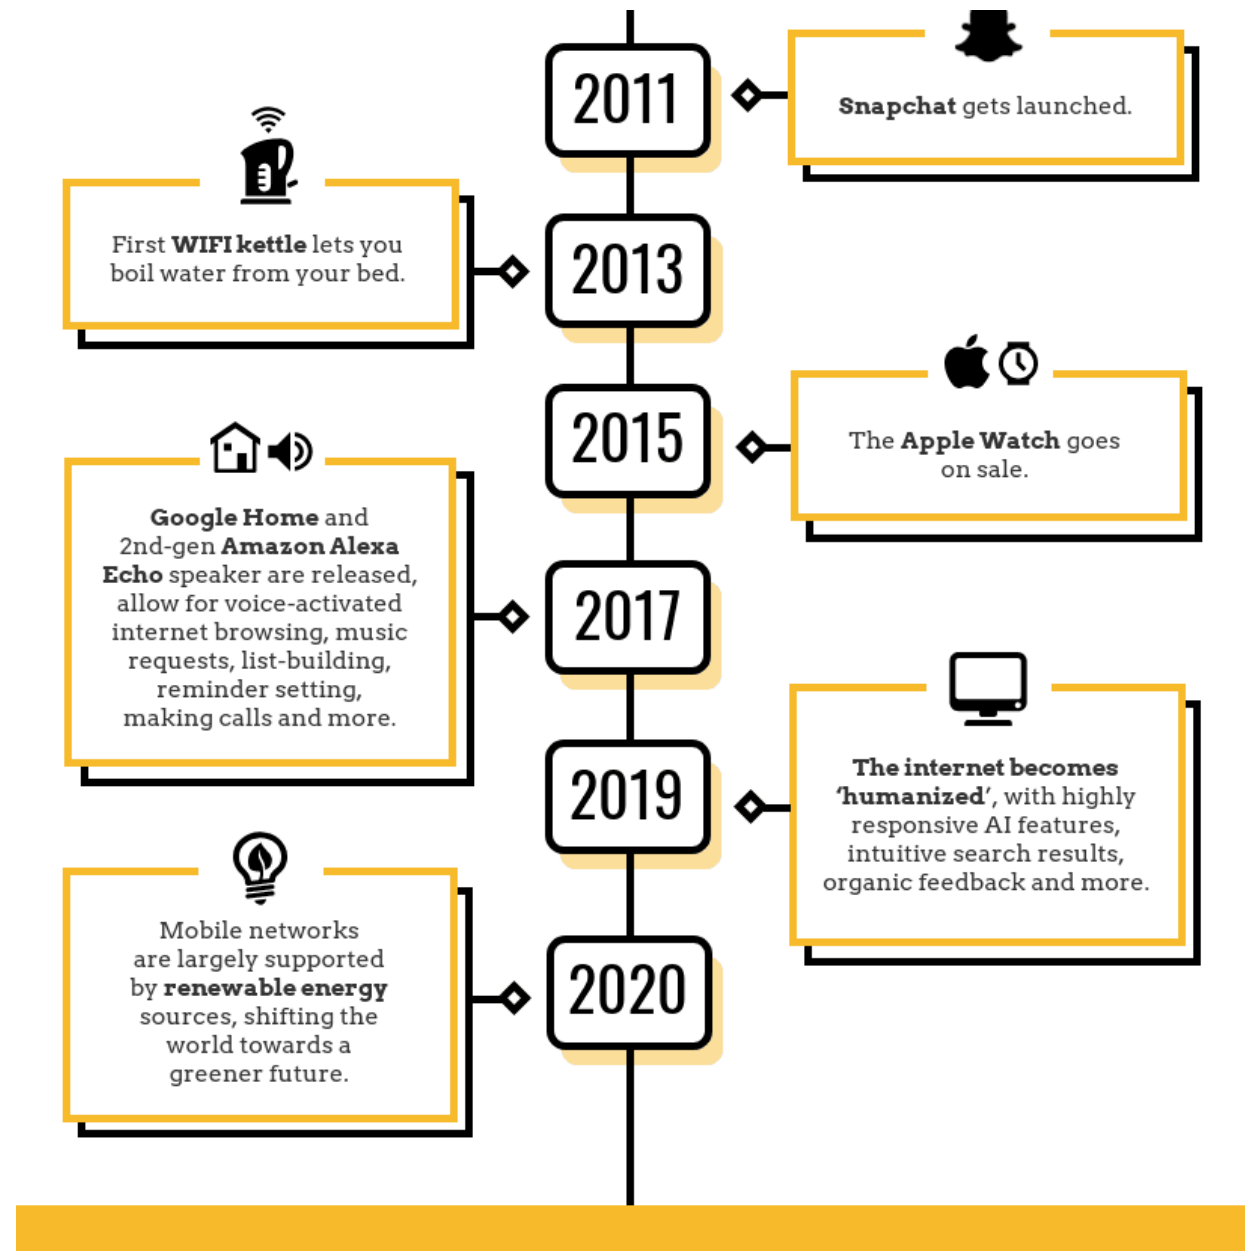 2011
Snapchat gets launched.
2013
First WIFI kettle lets you
boil water from your bed.
2015
The Apple Watch goes
on sale.
2017
Google Home and
2nd-gen Amazon Alexa
Echo speaker are released,
allow for voice-activated
internet browsing, music
requests, list-building,
reminder setting,
making calls and more.
2019
The internet becomes
‘humanized’, with highly
responsive AI features,
intuitive search results,
organic feedback and more.
2020
Mobile networks
are largely supported
by renewable energy
sources, shifting the
world towards a
greener future.